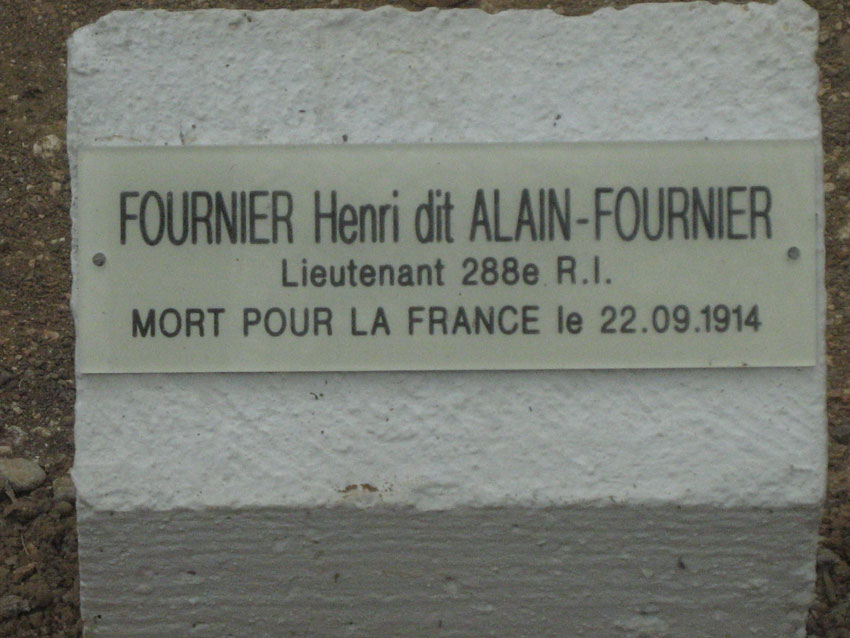 FOURNIER Henri dit ALAIN-FOURNIER
Lieutenant 288e R.I.
MORT POUR LA FRANCE le 22.09.1914